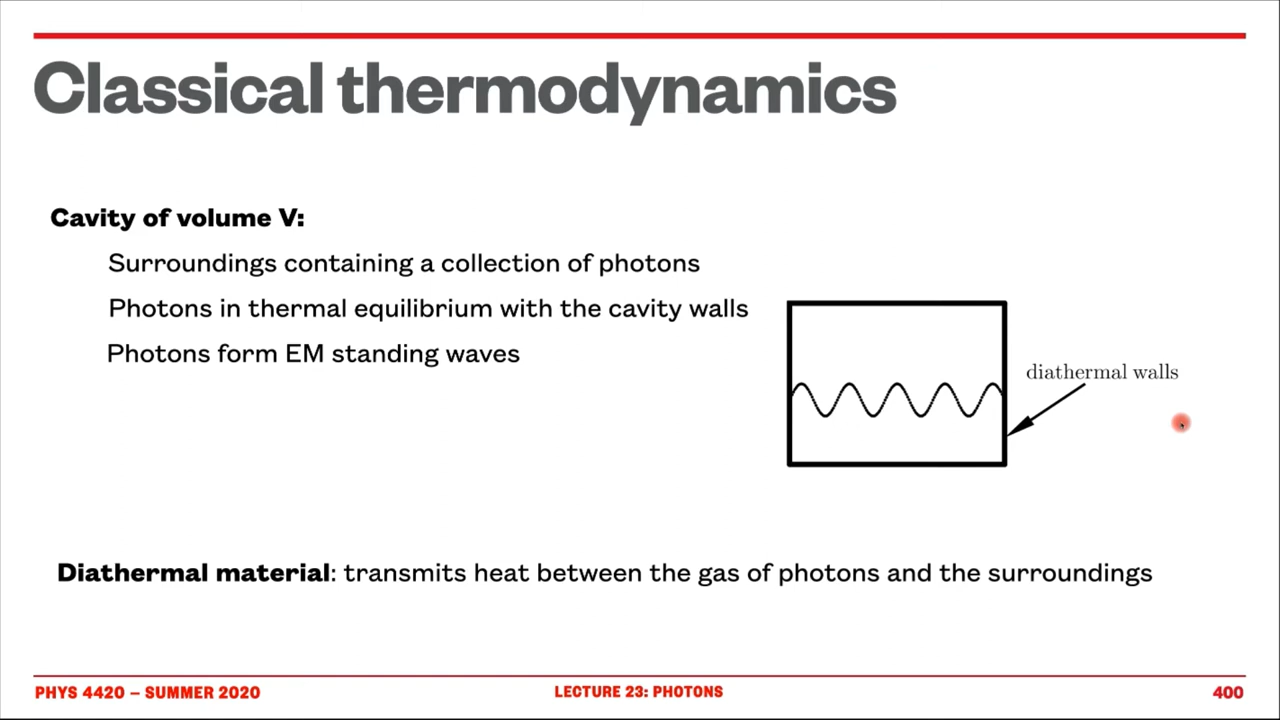 Classical thermodynamics
Cavity of volume V:
Surroundings containing a collection of photons
Photons in thermal equilibrium with the cavity walls
Photons form EM standing waves
diathermal walls
Diathermal material: transmits heat between the gas of photons and the surroundings
PHYS 4420 – SUMMER 2020
LECTURE 23: PHOTONS
400